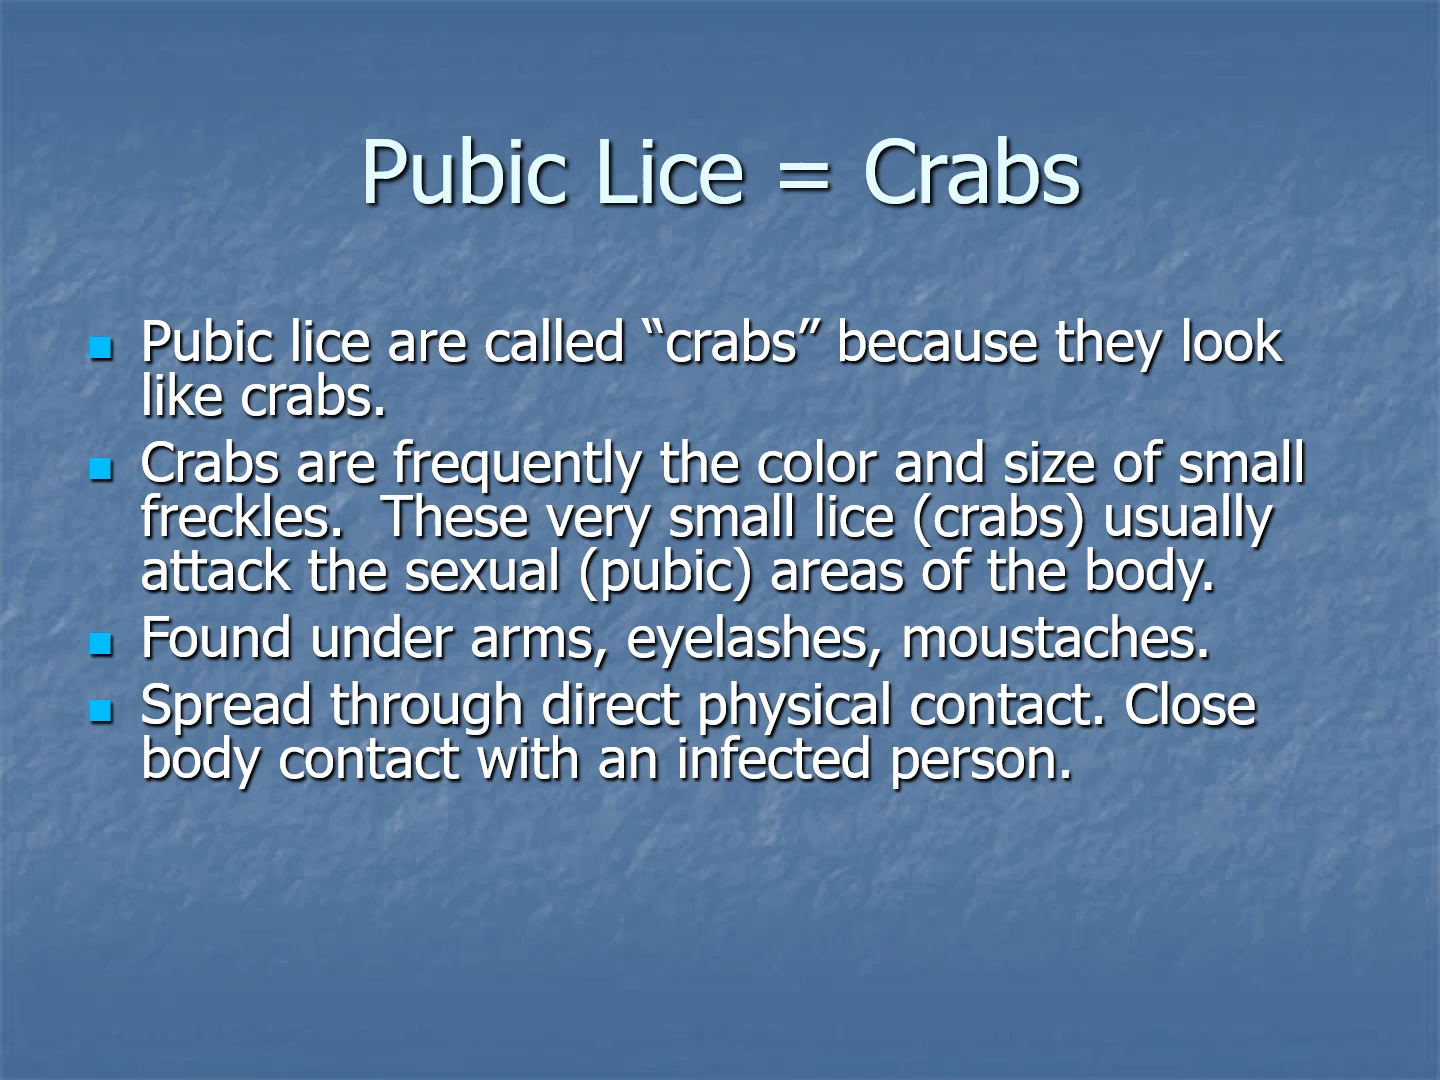 Pubic Lice = Crabs
Pubic lice are called “crabs” because they look
like crabs.
Crabs are frequently the color and size of small
freckles.  These very small lice (crabs) usually
attack the sexual (pubic) areas of the body.
Found under arms, eyelashes, moustaches.
Spread through direct physical contact. Close
body contact with an infected person.